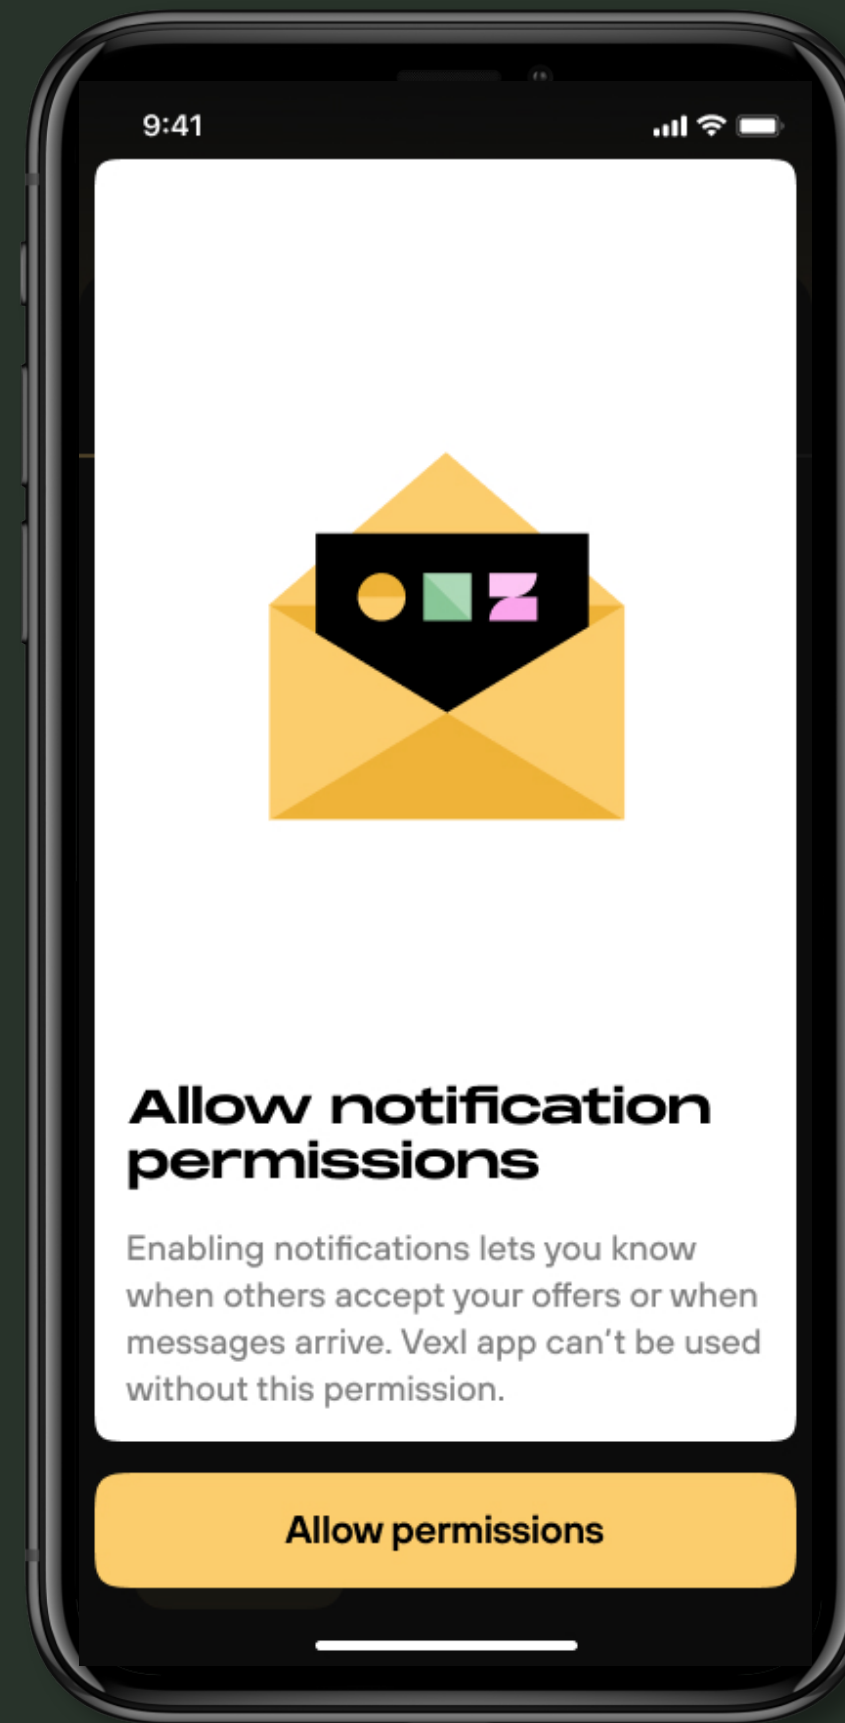 9:41
Allow notification
permissions
Enabling notifications lets you know
when others accept your offers or when
messages arrive. Vexl app can’t be used
without this permission.
Allow permissions